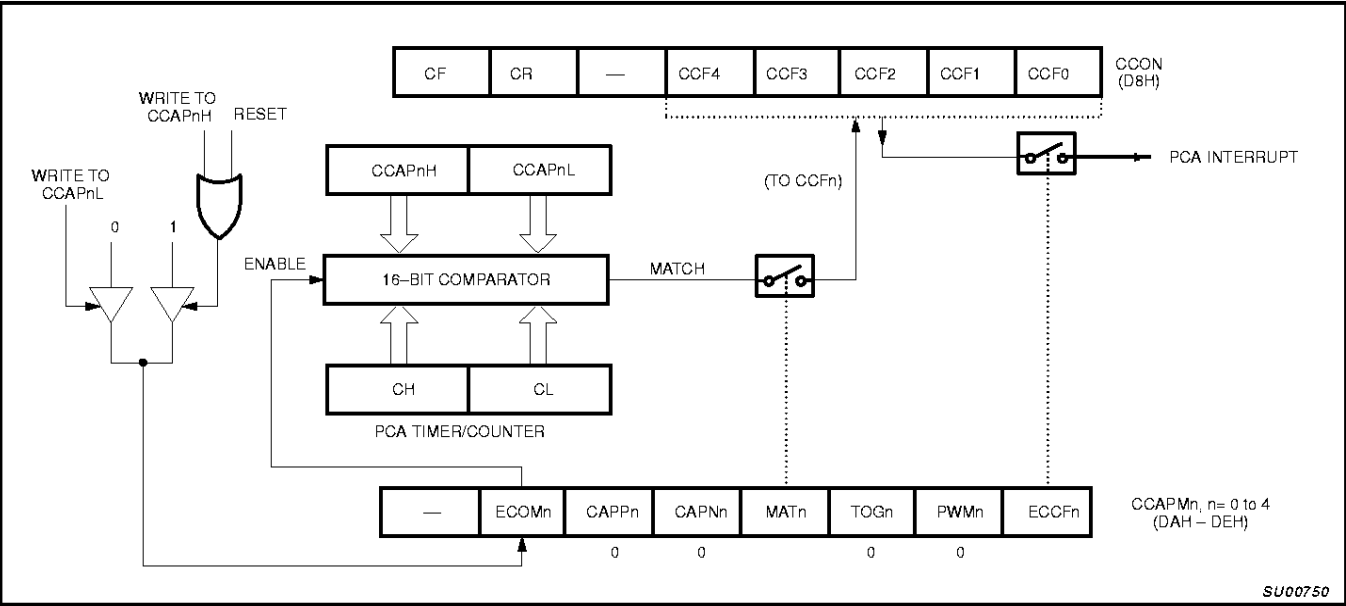 CF CR — CCF4 CCF3 CCF2 CCF1 CCF0
CCON
(D8H)
WRITE TO
CCAPnH
RESET
WRITE TO
CCAPnL
0
1
CCAPnH CCAPnL
(TO CCFn)
PCA INTERRUPT
ENABLE
16–BIT COMPARATOR
MATCH
CH CL
PCA TIMER/COUNTER
— ECOMn CAPPn CAPNn MATn TOGn PWMn ECCFn
0 0 0 0
CCAPMn, n= 0 to 4
(DAH – DEH)
SU00750